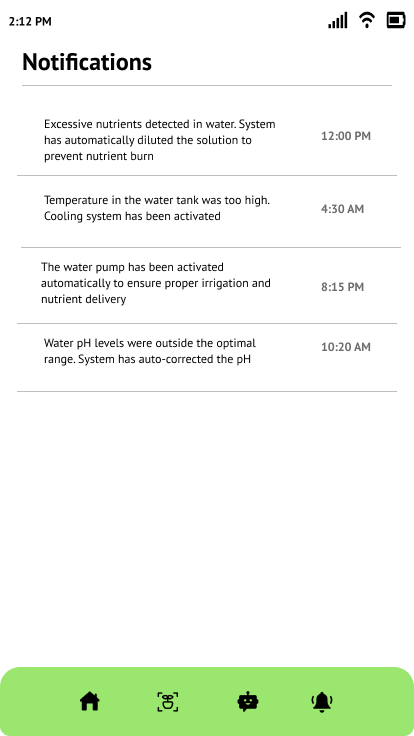 2:12 PM
Notifications
Excessive nutrients detected in water. System
has automatically diluted the solution to
prevent nutrient burn
12:00 PM
Temperature in the water tank was too high.
Cooling system has been activated
4:30 AM
The water pump has been activated
automatically to ensure proper irrigation and
nutrient delivery
8:15 PM
Water pH levels were outside the optimal
range. System has auto-corrected the pH
10:20 AM